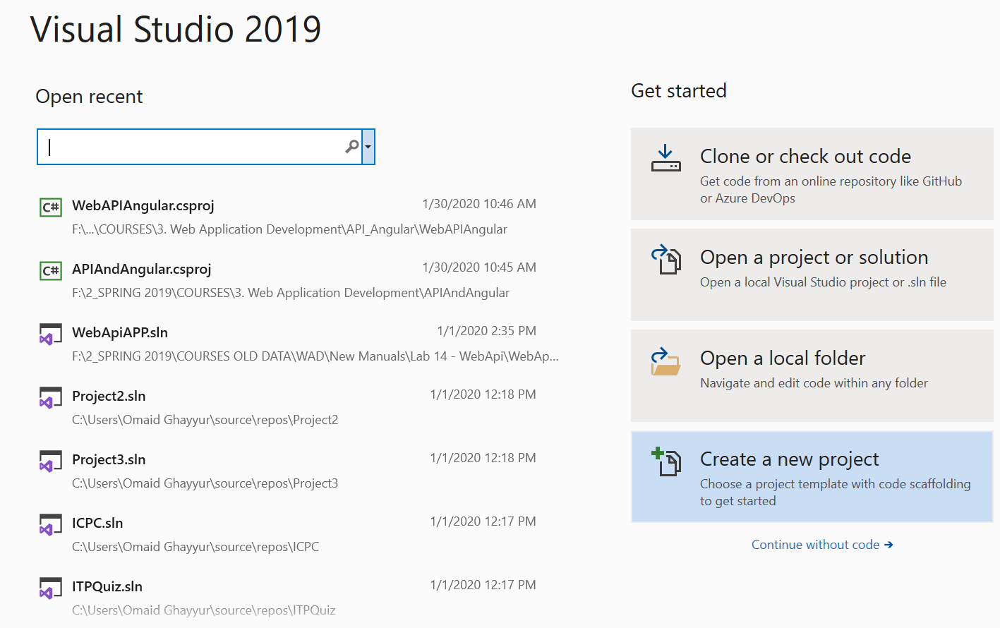 Visual Studio 2019
Open recent
C# WebAPIAngular.csproj 1/30/2020 10:46 AM
F:\...\COURSES\3. Web Application Development\API_Angular\WebAPIAngular
C# APIAndAngular.csproj 1/30/2020 10:45 AM
F:\2_SPRING 2019\COURSES\3. Web Application Development\APIAndAngular
WebApiAPP.sln 1/1/2020 2:35 PM
F:\2_SPRING 2019\COURSES OLD DATA\WAD\New Manuals\Lab 14 - WebApi\WebAp...
Project2.sln 1/1/2020 12:18 PM
C:\Users\Omaid Ghayyur\source\repos\Project2
Project3.sln 1/1/2020 12:18 PM
C:\Users\Omaid Ghayyur\source\repos\Project3
ICPC.sln 1/1/2020 12:17 PM
C:\Users\Omaid Ghayyur\source\repos\ICPC
ITPQuiz.sln 1/1/2020 12:17 PM
C:\Users\Omaid Ghayyur\source\repos\ITPQuiz
Get started
Clone or check out code
Get code from an online repository like GitHub
or Azure DevOps
Open a project or solution
Open a local Visual Studio project or .sln file
Open a local folder
Navigate and edit code within any folder
Create a new project
Choose a project template with code scaffolding
to get started
Continue without code →